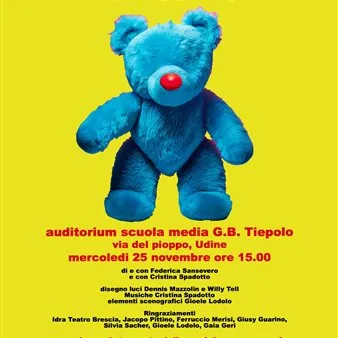 auditorium scuola media G.B. Tiepolo
via del pioppo, Udine
mercoledì 25 novembre ore 15.00
di e con Federica Sansevero
e con Cristina Spadotto
disegno luci Dennis Mazzolin e Willy Tell
Musiche Cristina Spadotto
elementi scenografici Gioele Lodolo
Ringraziamenti
Idra Teatro Brescia, Jacopo Pittino, Ferruccio Merisi, Giusy Guarino,
Silvia Sacher, Gioele Lodolo, Gaia Geri